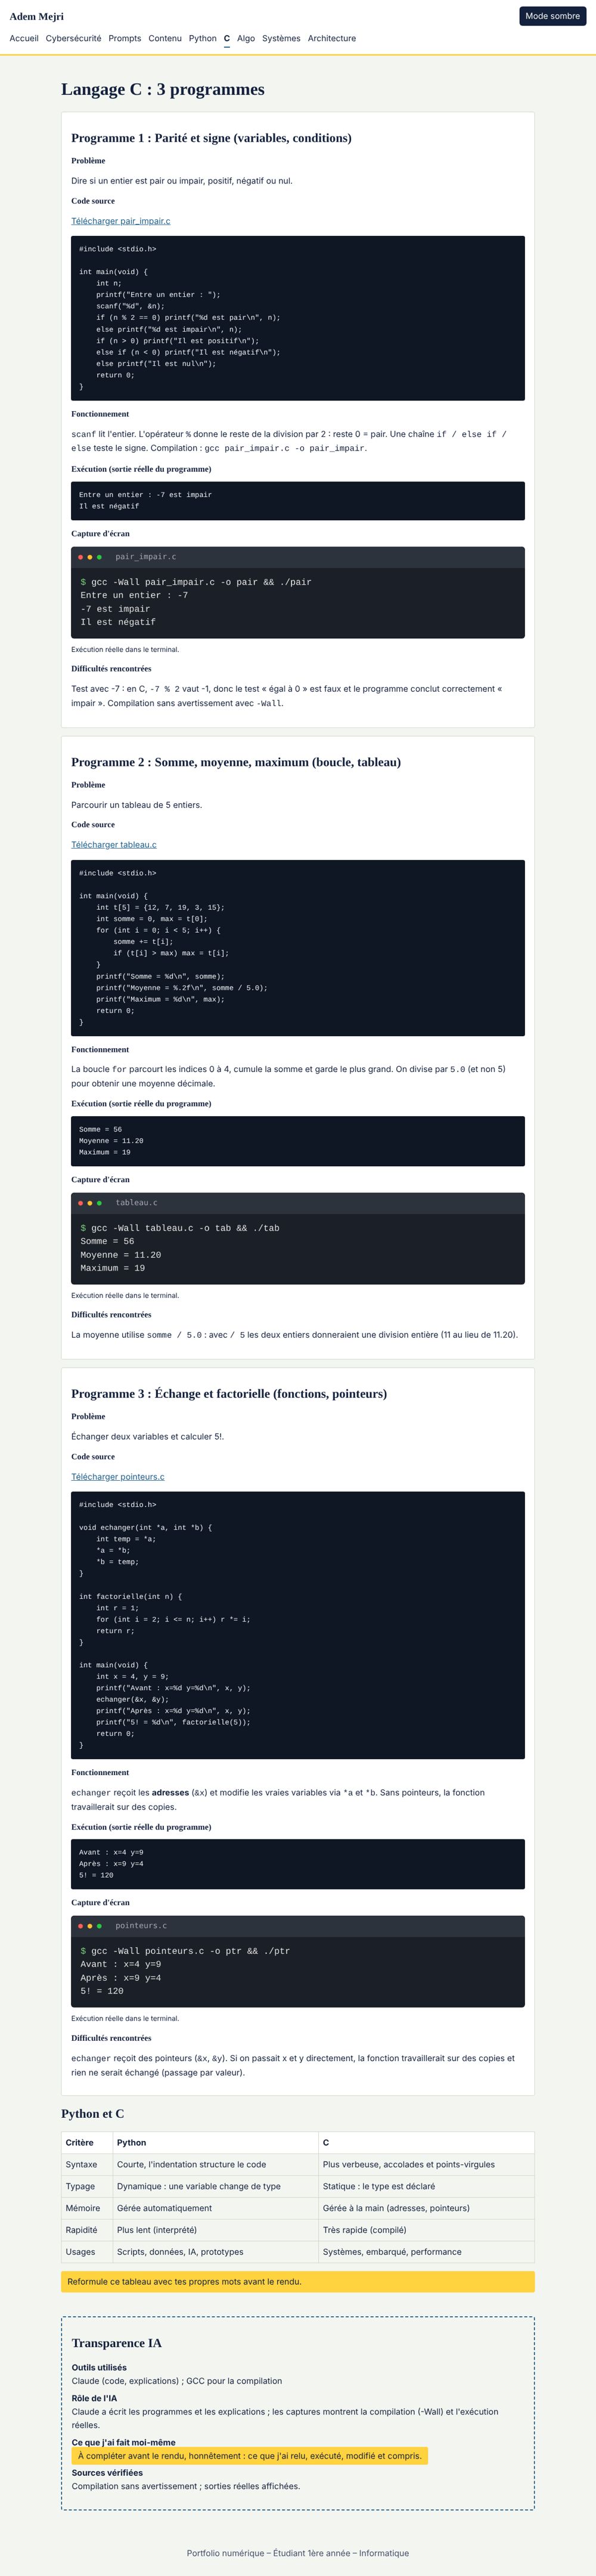 Adem Mejri
Mode sombre
Accueil Cybersécurité Prompts Contenu Python C Algo Systèmes Architecture
Langage C : 3 programmes
Programme 1 : Parité et signe (variables, conditions)
Problème
Dire si un entier est pair ou impair, positif, négatif ou nul.
Code source
Télécharger pair_impair.c
#include <stdio.h>
int main(void) {
    int n;
    printf("Entre un entier : ");
    scanf("%d", &n);
    if (n % 2 == 0) printf("%d est pair\n", n);
    else printf("%d est impair\n", n);
    if (n > 0) printf("Il est positif\n");
    else if (n < 0) printf("Il est négatif\n");
    else printf("Il est nul\n");
    return 0;
}
Fonctionnement
scanf lit l'entier. L'opérateur % donne le reste de la division par 2 : reste 0 = pair. Une chaîne if / else if /
else teste le signe. Compilation : gcc pair_impair.c -o pair_impair.
Exécution (sortie réelle du programme)
Entre un entier : -7 est impair
Il est négatif
Capture d'écran
pair_impair.c
$ gcc -Wall pair_impair.c -o pair && ./pair
Entre un entier : -7
-7 est impair
Il est négatif
Exécution réelle dans le terminal.
Difficultés rencontrées
Test avec -7 : en C, -7 % 2 vaut -1, donc le test « égal à 0 » est faux et le programme conclut correctement «
impair ». Compilation sans avertissement avec -Wall.
Programme 2 : Somme, moyenne, maximum (boucle, tableau)
Problème
Parcourir un tableau de 5 entiers.
Code source
Télécharger tableau.c
#include <stdio.h>
int main(void) {
    int t[5] = {12, 7, 19, 3, 15};
    int somme = 0, max = t[0];
    for (int i = 0; i < 5; i++) {
        somme += t[i];
        if (t[i] > max) max = t[i];
    }
    printf("Somme = %d\n", somme);
    printf("Moyenne = %.2f\n", somme / 5.0);
    printf("Maximum = %d\n", max);
    return 0;
}
Fonctionnement
La boucle for parcourt les indices 0 à 4, cumule la somme et garde le plus grand. On divise par 5.0 (et non 5)
pour obtenir une moyenne décimale.
Exécution (sortie réelle du programme)
Somme = 56
Moyenne = 11.20
Maximum = 19
Capture d'écran
tableau.c
$ gcc -Wall tableau.c -o tab && ./tab
Somme = 56
Moyenne = 11.20
Maximum = 19
Exécution réelle dans le terminal.
Difficultés rencontrées
La moyenne utilise somme / 5.0 : avec / 5 les deux entiers donneraient une division entière (11 au lieu de 11.20).
Programme 3 : Échange et factorielle (fonctions, pointeurs)
Problème
Échanger deux variables et calculer 5!.
Code source
Télécharger pointeurs.c
#include <stdio.h>
void echanger(int *a, int *b) {
    int temp = *a;
    *a = *b;
    *b = temp;
}
int factorielle(int n) {
    int r = 1;
    for (int i = 2; i <= n; i++) r *= i;
    return r;
}
int main(void) {
    int x = 4, y = 9;
    printf("Avant : x=%d y=%d\n", x, y);
    echanger(&x, &y);
    printf("Après : x=%d y=%d\n", x, y);
    printf("5! = %d\n", factorielle(5));
    return 0;
}
Fonctionnement
echanger reçoit les adresses (&x) et modifie les vraies variables via *a et *b. Sans pointeurs, la fonction
travaillerait sur des copies.
Exécution (sortie réelle du programme)
Avant : x=4 y=9
Après : x=9 y=4
5! = 120
Capture d'écran
pointeurs.c
$ gcc -Wall pointeurs.c -o ptr && ./ptr
Avant : x=4 y=9
Après : x=9 y=4
5! = 120
Exécution réelle dans le terminal.
Difficultés rencontrées
echanger reçoit des pointeurs (&x, &y). Si on passait x et y directement, la fonction travaillerait sur des copies et
rien ne serait échangé (passage par valeur).
Python et C
Critère Python C
Syntaxe Courte, l'indentation structure le code Plus verbeuse, accolades et points-virgules
Typage Dynamique : une variable change de type Statique : le type est déclaré
Mémoire Gérée automatiquement Gérée à la main (adresses, pointeurs)
Rapidité Plus lent (interprété) Très rapide (compilé)
Usages Scripts, données, IA, prototypes Systèmes, embarqué, performance
Reformule ce tableau avec tes propres mots avant le rendu.
Transparence IA
Outils utilisés
Claude (code, explications) ; GCC pour la compilation
Rôle de l'IA
Claude a écrit les programmes et les explications ; les captures montrent la compilation (-Wall) et l'exécution
réelles.
Ce que j'ai fait moi-même
À compléter avant le rendu, honnêtement : ce que j'ai relu, exécuté, modifié et compris.
Sources vérifiées
Compilation sans avertissement ; sorties réelles affichées.
Portfolio numérique – Étudiant 1ère année – Informatique